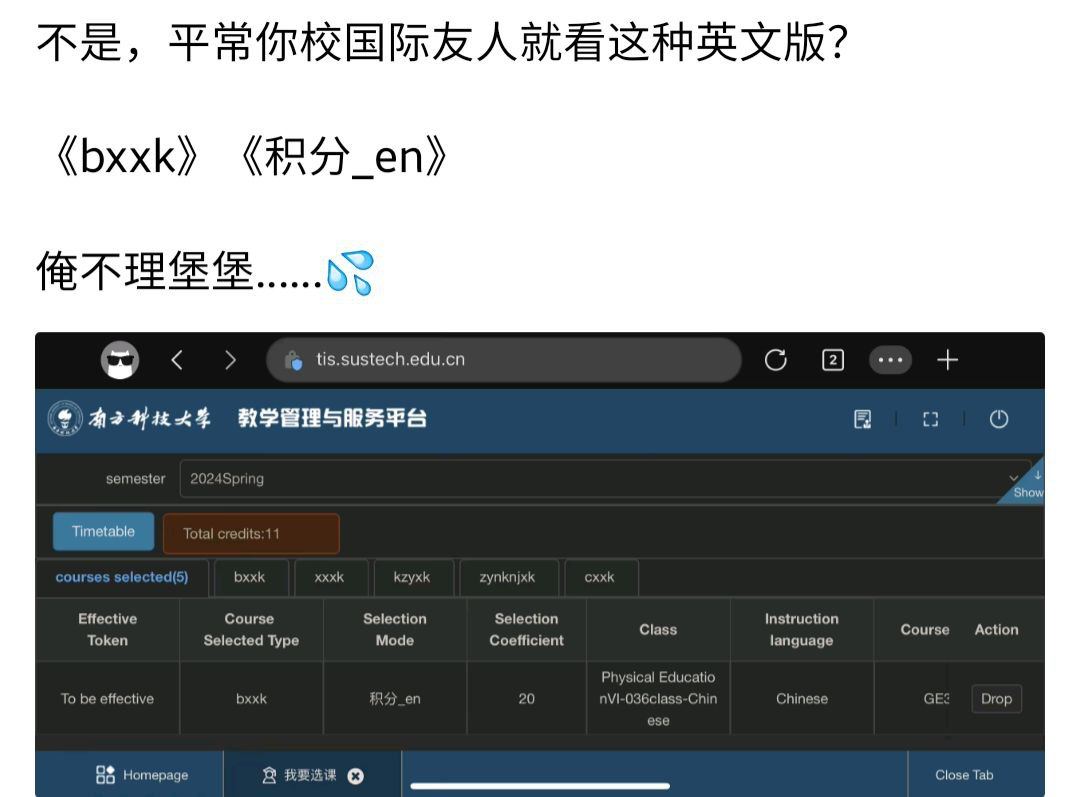 不是，平常你校国际友人就看这种英文版？
《bxxk》《积分_en》
俺不理堡堡......💦
tis.sustech.edu.cn
2
南方科技大学 教学管理与服务平台
semester 2024Spring
Show
Timetable Total credits:11
courses selected(5) bxxk xxxk kzyxk zynknjxk cxxk
Effective Token Course Selected Type Selection Mode Selection Coefficient Class Instruction language Course Action
To be effective bxxk 积分_en 20 Physical EducationVI-036class-Chinese Chinese GE3 Drop
Homepage 我要选课 Close Tab